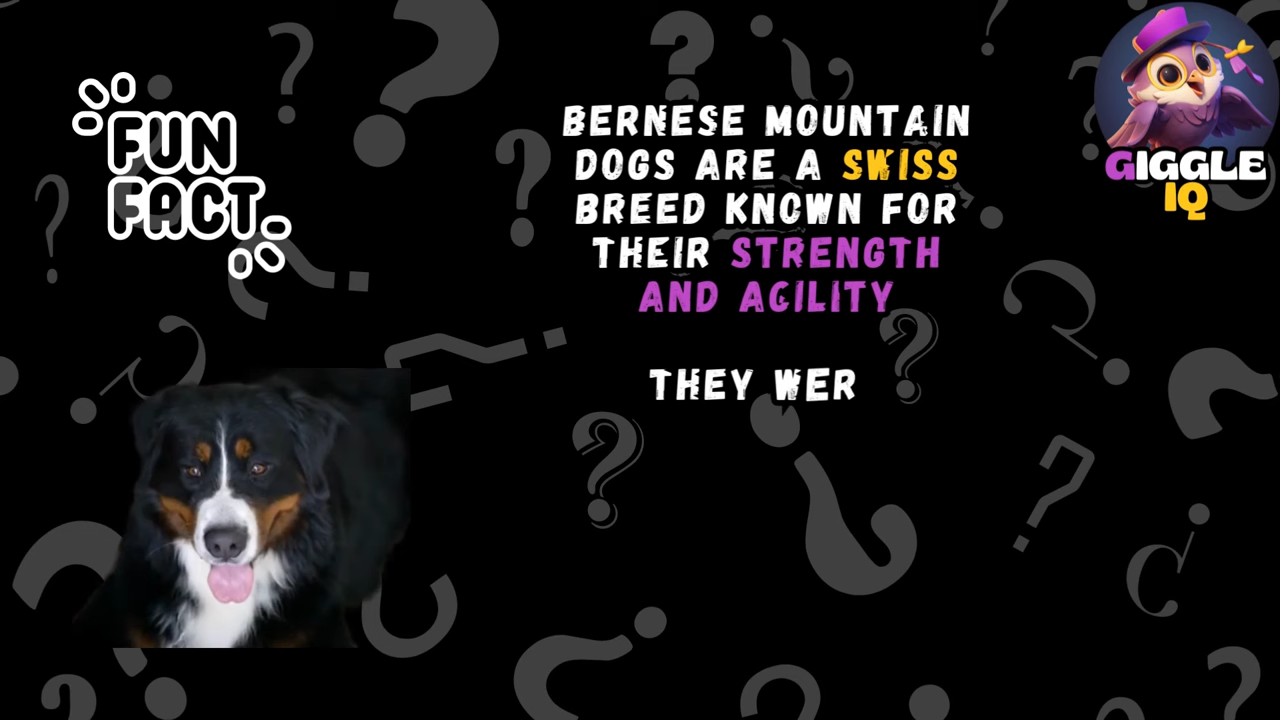 FUN
FACT
BERNESE MOUNTAIN
DOGS ARE A SWISS
BREED KNOWN FOR
THEIR STRENGTH
AND AGILITY
THEY WER
GIGGLE
IQ